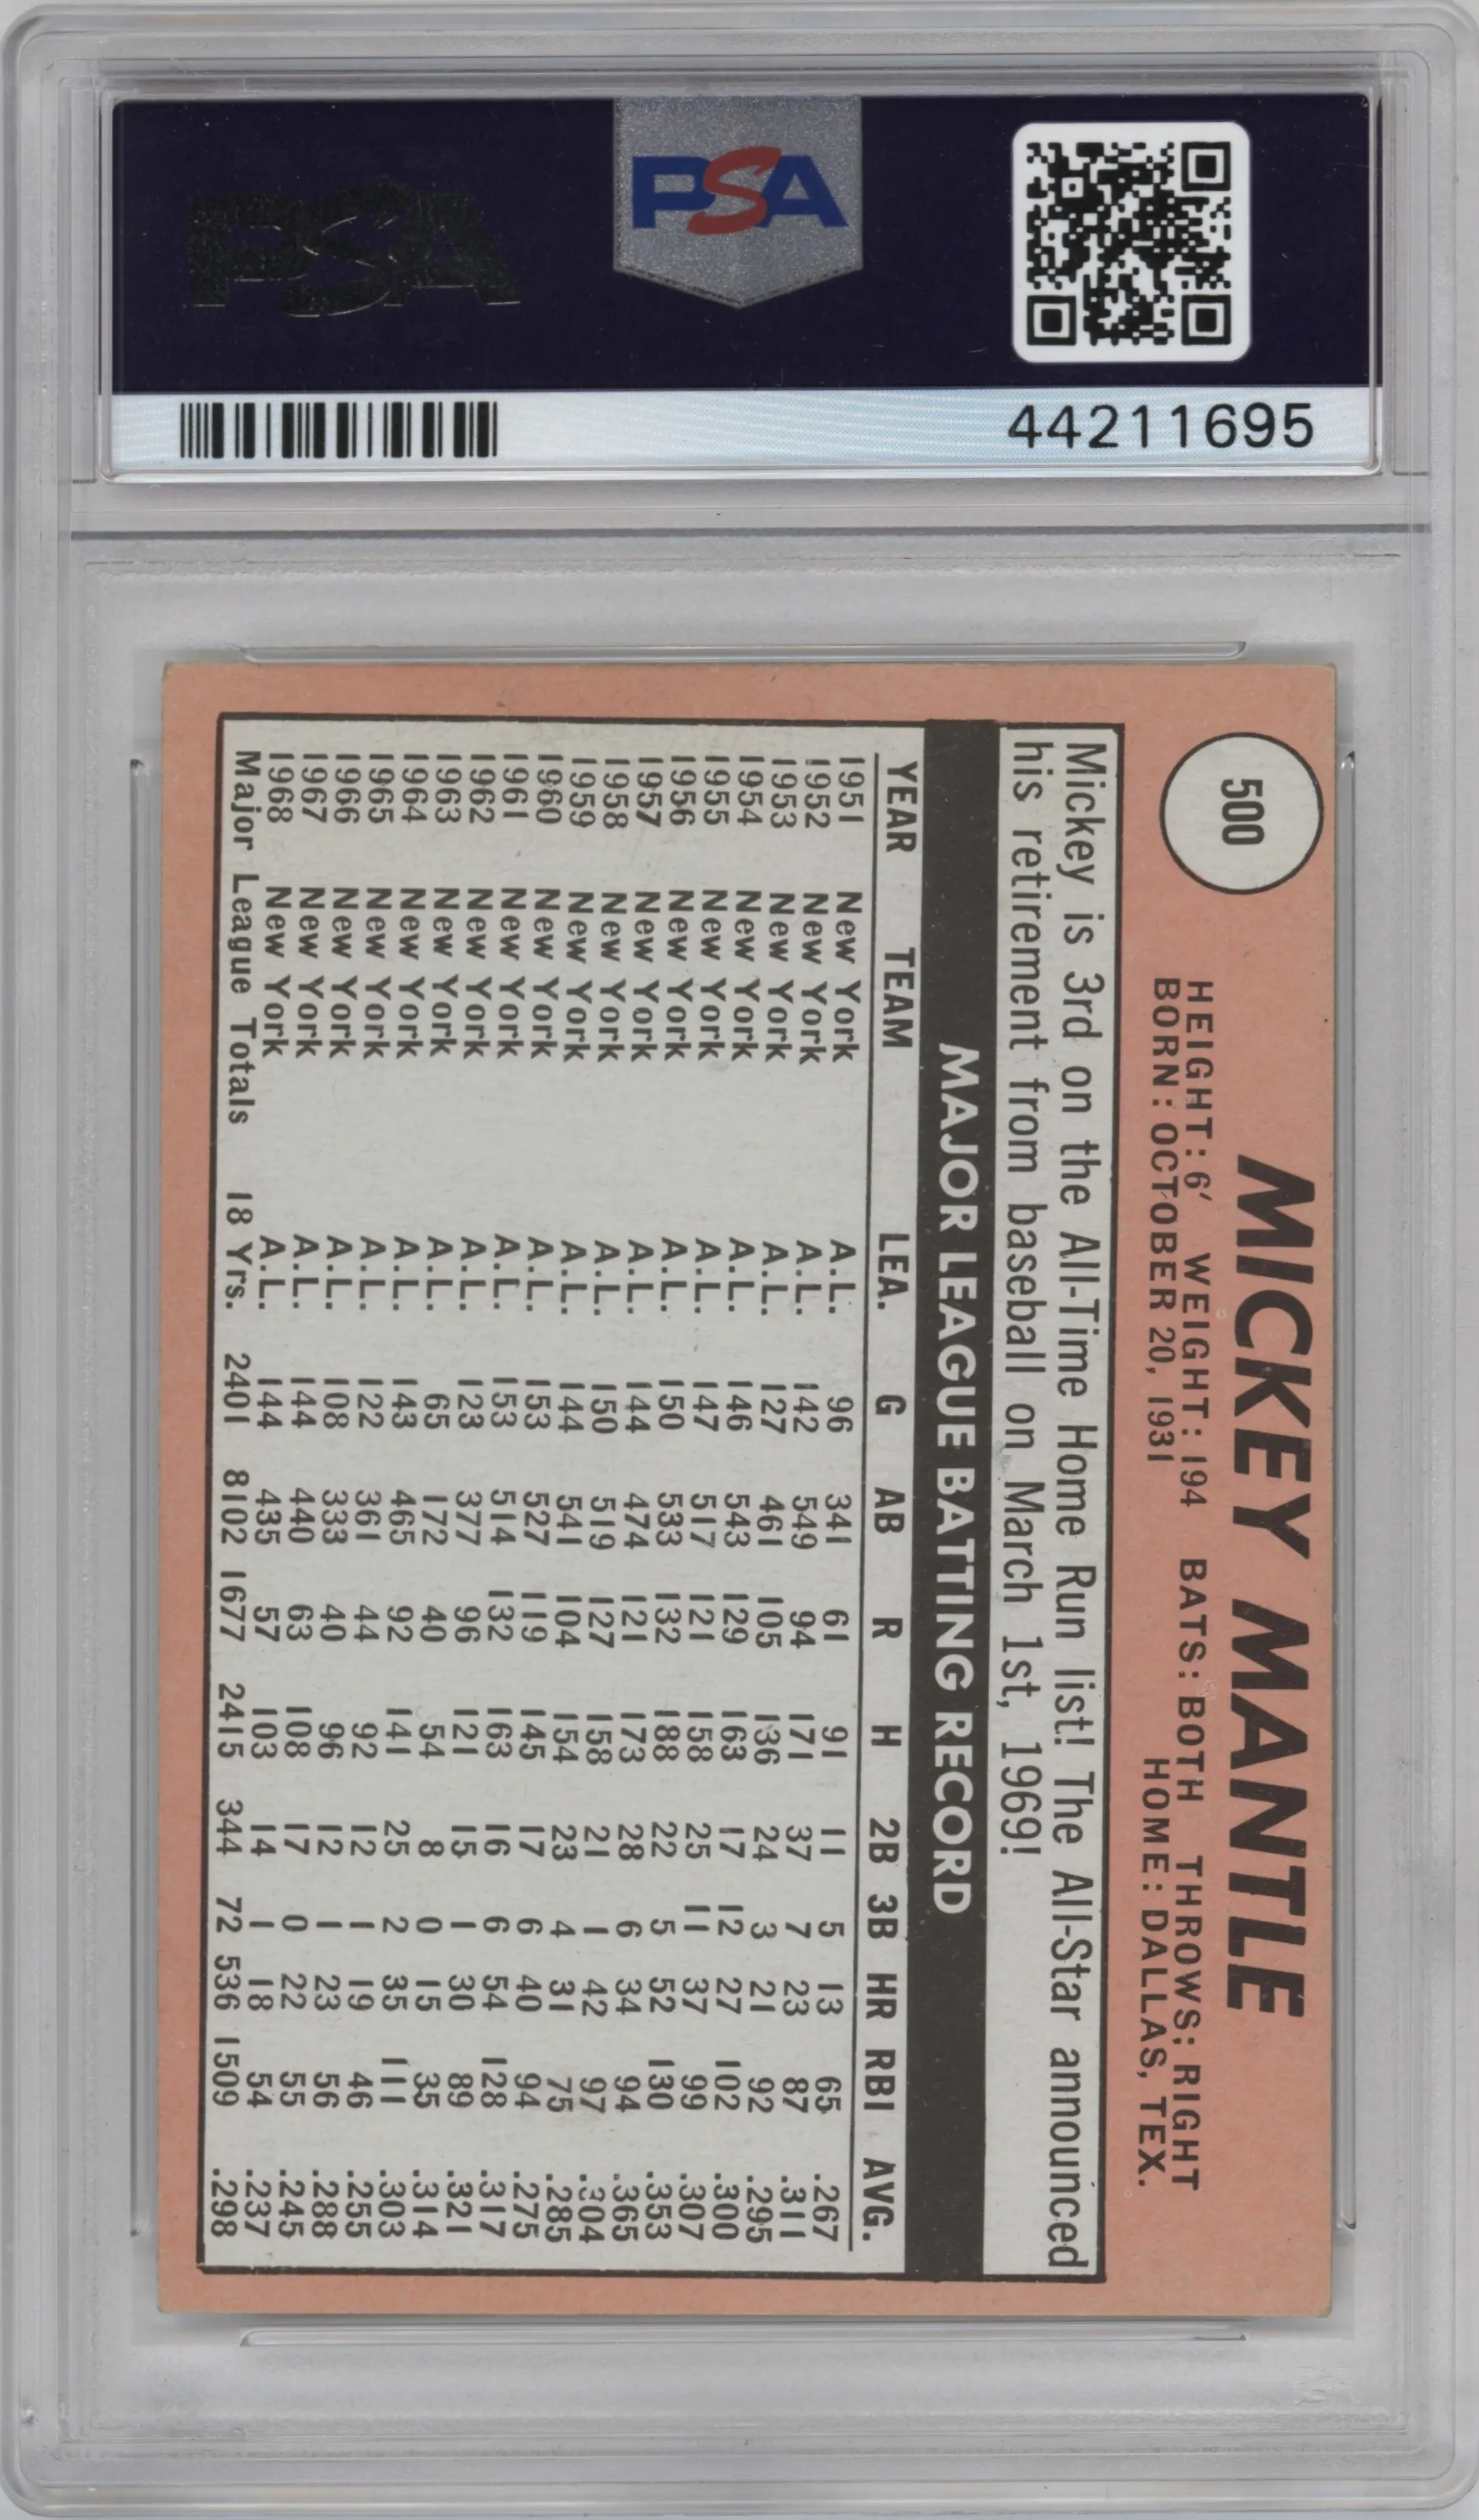 PSA
PSA
44211695
500
MICKEY MANTLE
HEIGHT: 6' WEIGHT: 194 BATS: BOTH THROWS: RIGHT
BORN: OCTOBER 20, 1931 HOME: DALLAS, TEX.
Mickey is 3rd on the All-Time Home Run list! The All-Star announced
his retirement from baseball on March 1st, 1969!
MAJOR LEAGUE BATTING RECORD
YEAR TEAM LEA. G AB R H 2B 3B HR RBI AVG.
1951 New York A.L. 96 341 61 91 11 5 13 65 .267
1952 New York A.L. 142 549 94 171 37 7 23 87 .311
1953 New York A.L. 127 461 105 136 24 3 21 92 .295
1954 New York A.L. 146 543 129 163 17 12 27 102 .300
1955 New York A.L. 147 517 121 158 25 11 37 99 .307
1956 New York A.L. 150 533 132 188 22 5 52 130 .353
1957 New York A.L. 144 474 121 173 28 6 34 94 .365
1958 New York A.L. 150 519 127 158 21 1 42 97 .304
1959 New York A.L. 144 541 104 154 23 4 31 75 .285
1960 New York A.L. 153 527 119 145 17 6 40 94 .275
1961 New York A.L. 153 514 132 163 16 6 54 128 .317
1962 New York A.L. 123 377 96 121 15 1 30 89 .321
1963 New York A.L. 65 172 40 54 8 0 15 35 .314
1964 New York A.L. 143 465 92 141 25 2 35 111 .303
1965 New York A.L. 122 361 44 92 12 1 19 46 .255
1966 New York A.L. 108 333 40 96 12 1 23 56 .288
1967 New York A.L. 144 440 63 108 17 0 22 55 .245
1968 New York A.L. 144 435 57 103 14 1 18 54 .237
Major League Totals 18 Yrs. 2401 8102 1677 2415 344 72 536 1509 .298